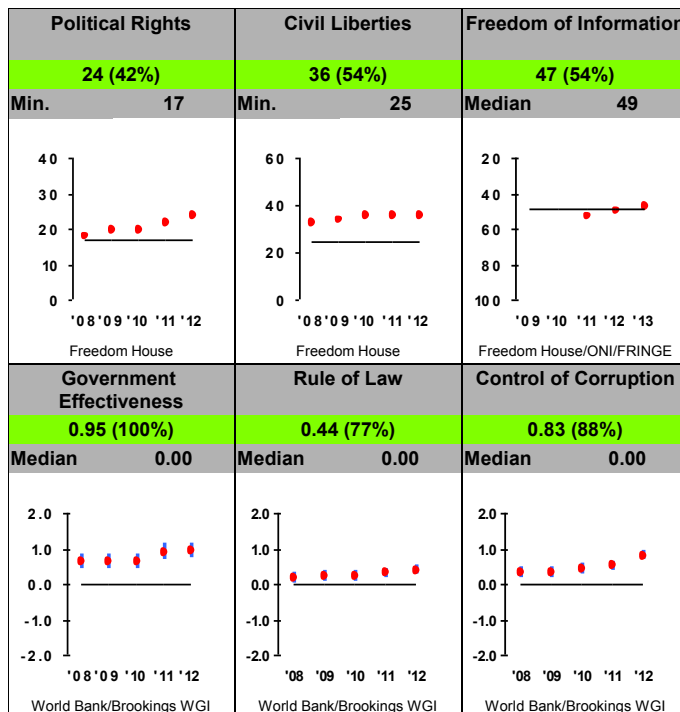 Political Rights
24 (42%)
Min. 17
40
30
20
10
0
'08 '09 '10 '11 '12
Freedom House
Civil Liberties
36 (54%)
Min. 25
60
40
20
0
'08 '09 '10 '11 '12
Freedom House
Freedom of Information
47 (54%)
Median 49
20
40
60
80
100
'09 '10 '11 '12 '13
Freedom House/ONI/FRINGE
Government
Effectiveness
0.95 (100%)
Median 0.00
2.0
1.0
0.0
-1.0
-2.0
'08 '09 '10 '11 '12
World Bank/Brookings WGI
Rule of Law
0.44 (77%)
Median 0.00
2.0
1.0
0.0
-1.0
-2.0
'08 '09 '10 '11 '12
World Bank/Brookings WGI
Control of Corruption
0.83 (88%)
Median 0.00
2.0
1.0
0.0
-1.0
-2.0
'08 '09 '10 '11 '12
World Bank/Brookings WGI